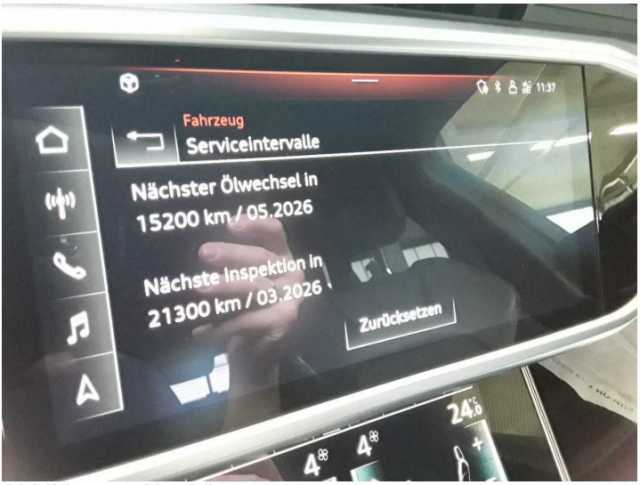 11:37
Fahrzeug
Serviceintervalle
Nächster Ölwechsel in
15200 km / 05.2026
Nächste Inspektion in
21300 km / 03.2026
Zurücksetzen
24.5
4
4